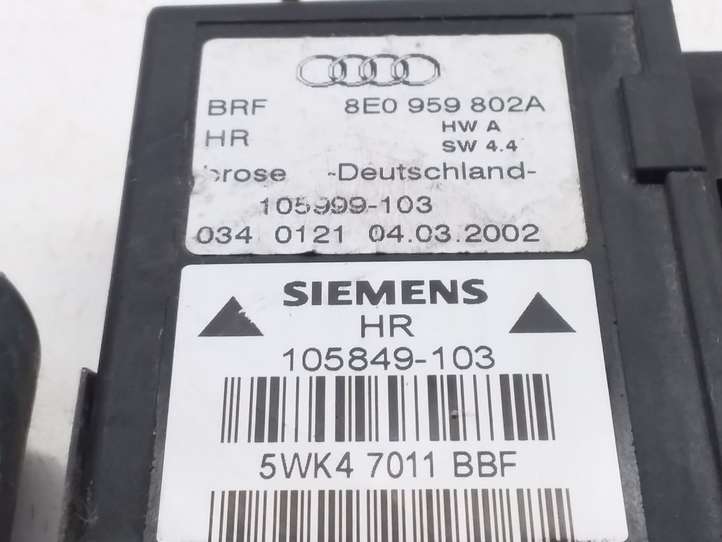 BRF 8E0 959 802A
HR HW A
SW 4.4
brose -Deutschland-
105999-103
034 0121 04.03.2002
SIEMENS
HR
105849-103
5WK4 7011 BBF